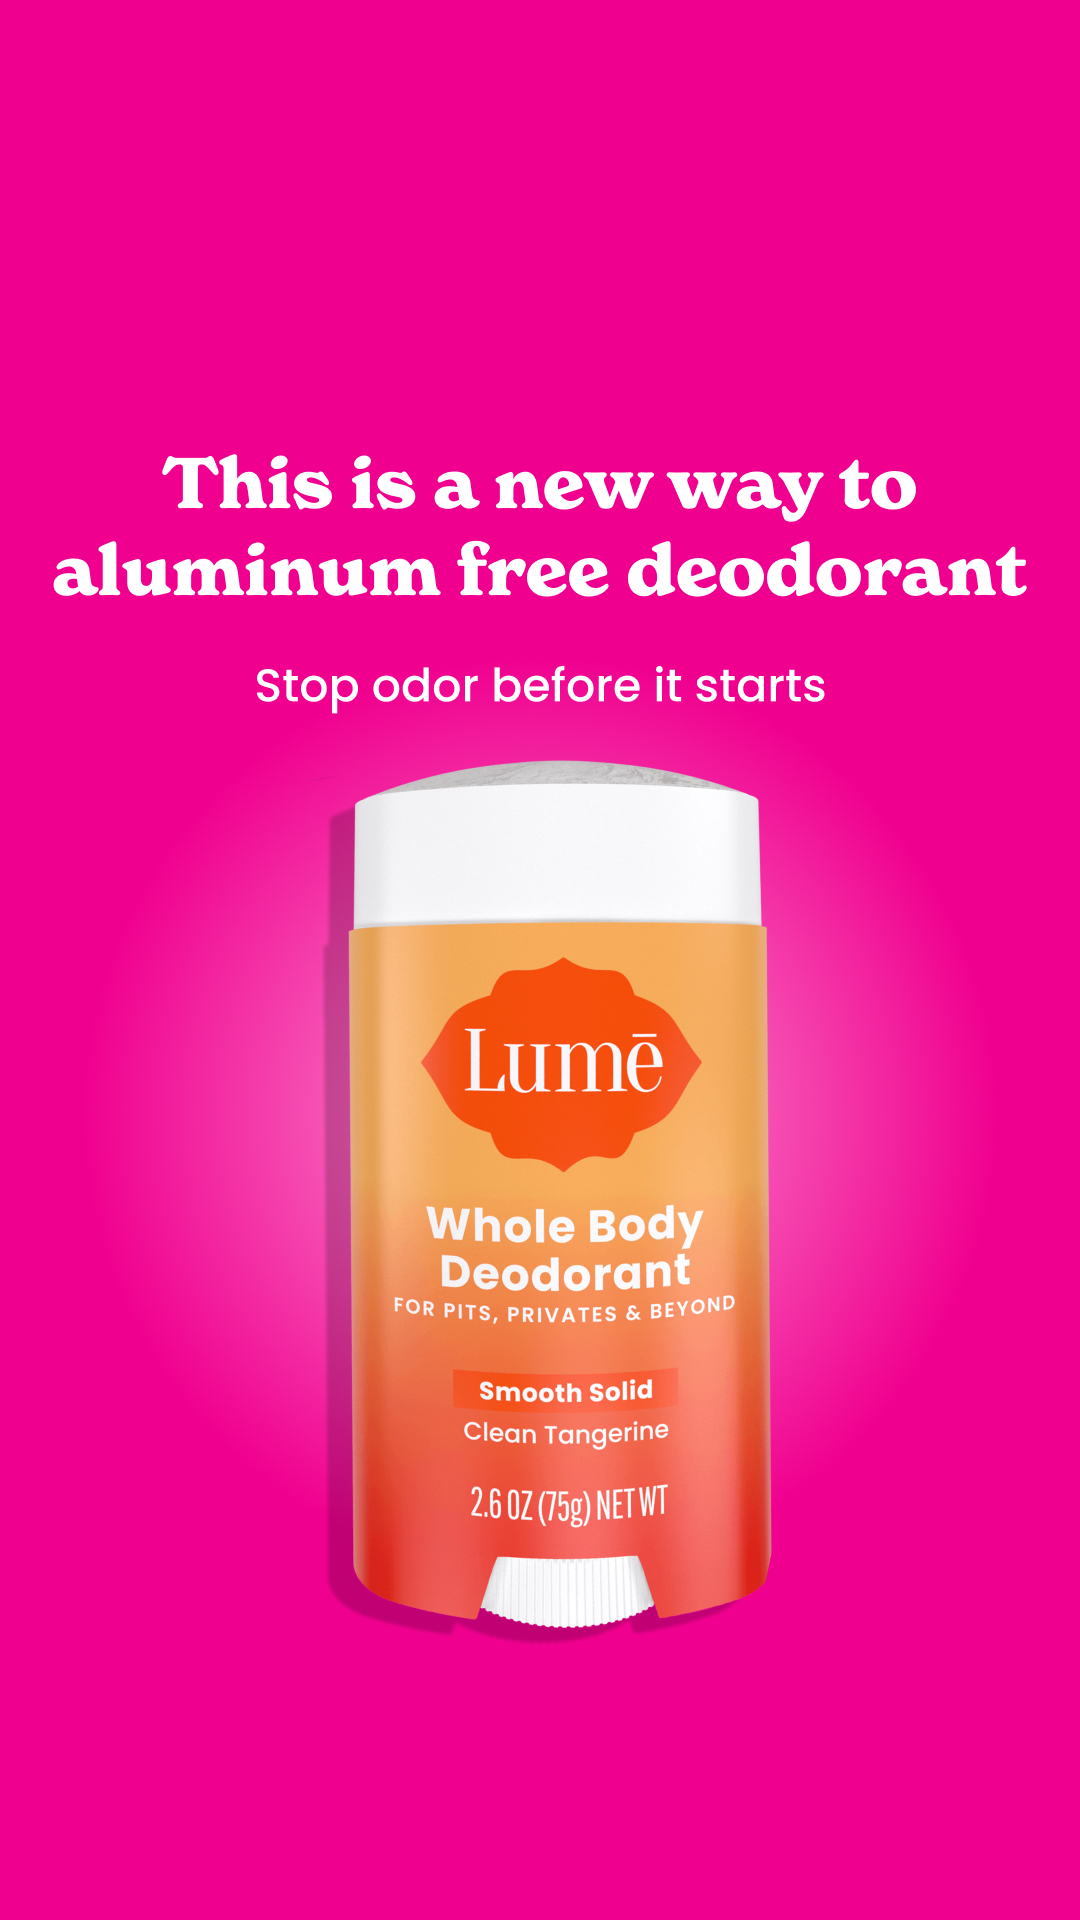 This is a new way to
aluminum free deodorant
Stop odor before it starts
Lumē
Whole Body
Deodorant
FOR PITS, PRIVATES & BEYOND
Smooth Solid
Clean Tangerine
2.6 OZ (75g) NET WT